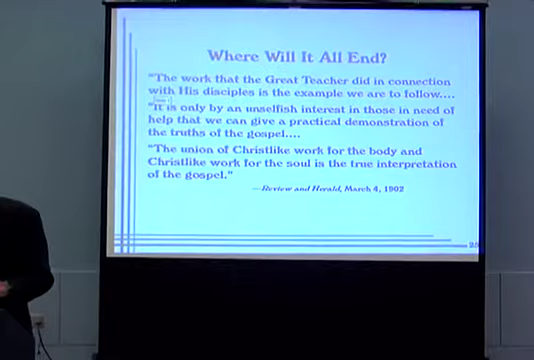 Where Will It All End?
"The work that the Great Teacher did in connection
with His disciples is the example we are to follow....
"It is only by an unselfish interest in those in need of
help that we can give a practical demonstration of
the truths of the gospel....
"The union of Christlike work for the body and
Christlike work for the soul is the true interpretation
of the gospel."
—Review and Herald, March 4, 1902